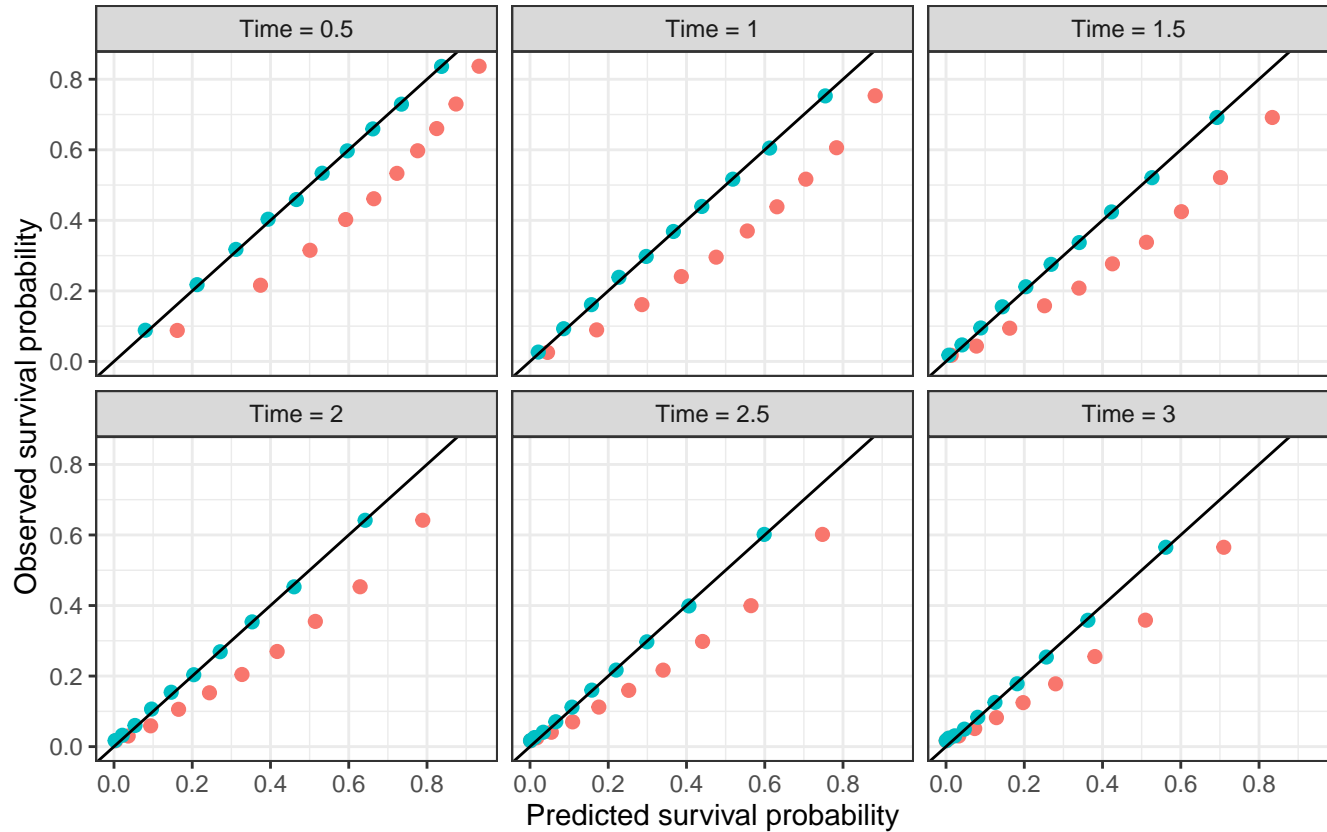 Time = 0.5 Time = 1 Time = 1.5
0.8
0.6
0.4
0.2
0.0
Time = 2 Time = 2.5 Time = 3
0.8
0.6
0.4
0.2
0.0
0.0 0.2 0.4 0.6 0.8 0.0 0.2 0.4 0.6 0.8 0.0 0.2 0.4 0.6 0.8
Predicted survival probability
Observed survival probability